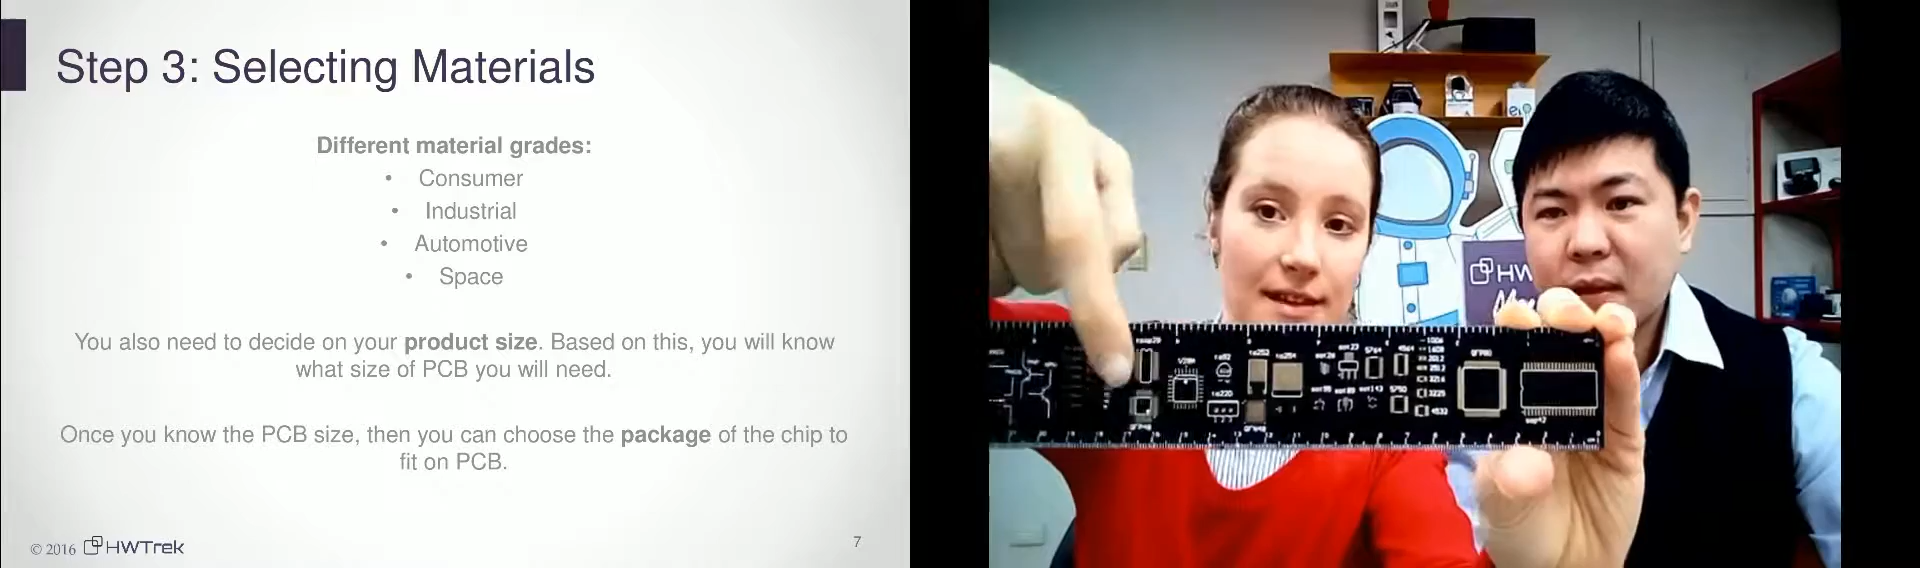 Step 3: Selecting Materials
Different material grades:
• Consumer
• Industrial
• Automotive
• Space
You also need to decide on your product size. Based on this, you will know
what size of PCB you will need.
Once you know the PCB size, then you can choose the package of the chip to
fit on PCB.
© 2016 HWTrek
7
HW
to220